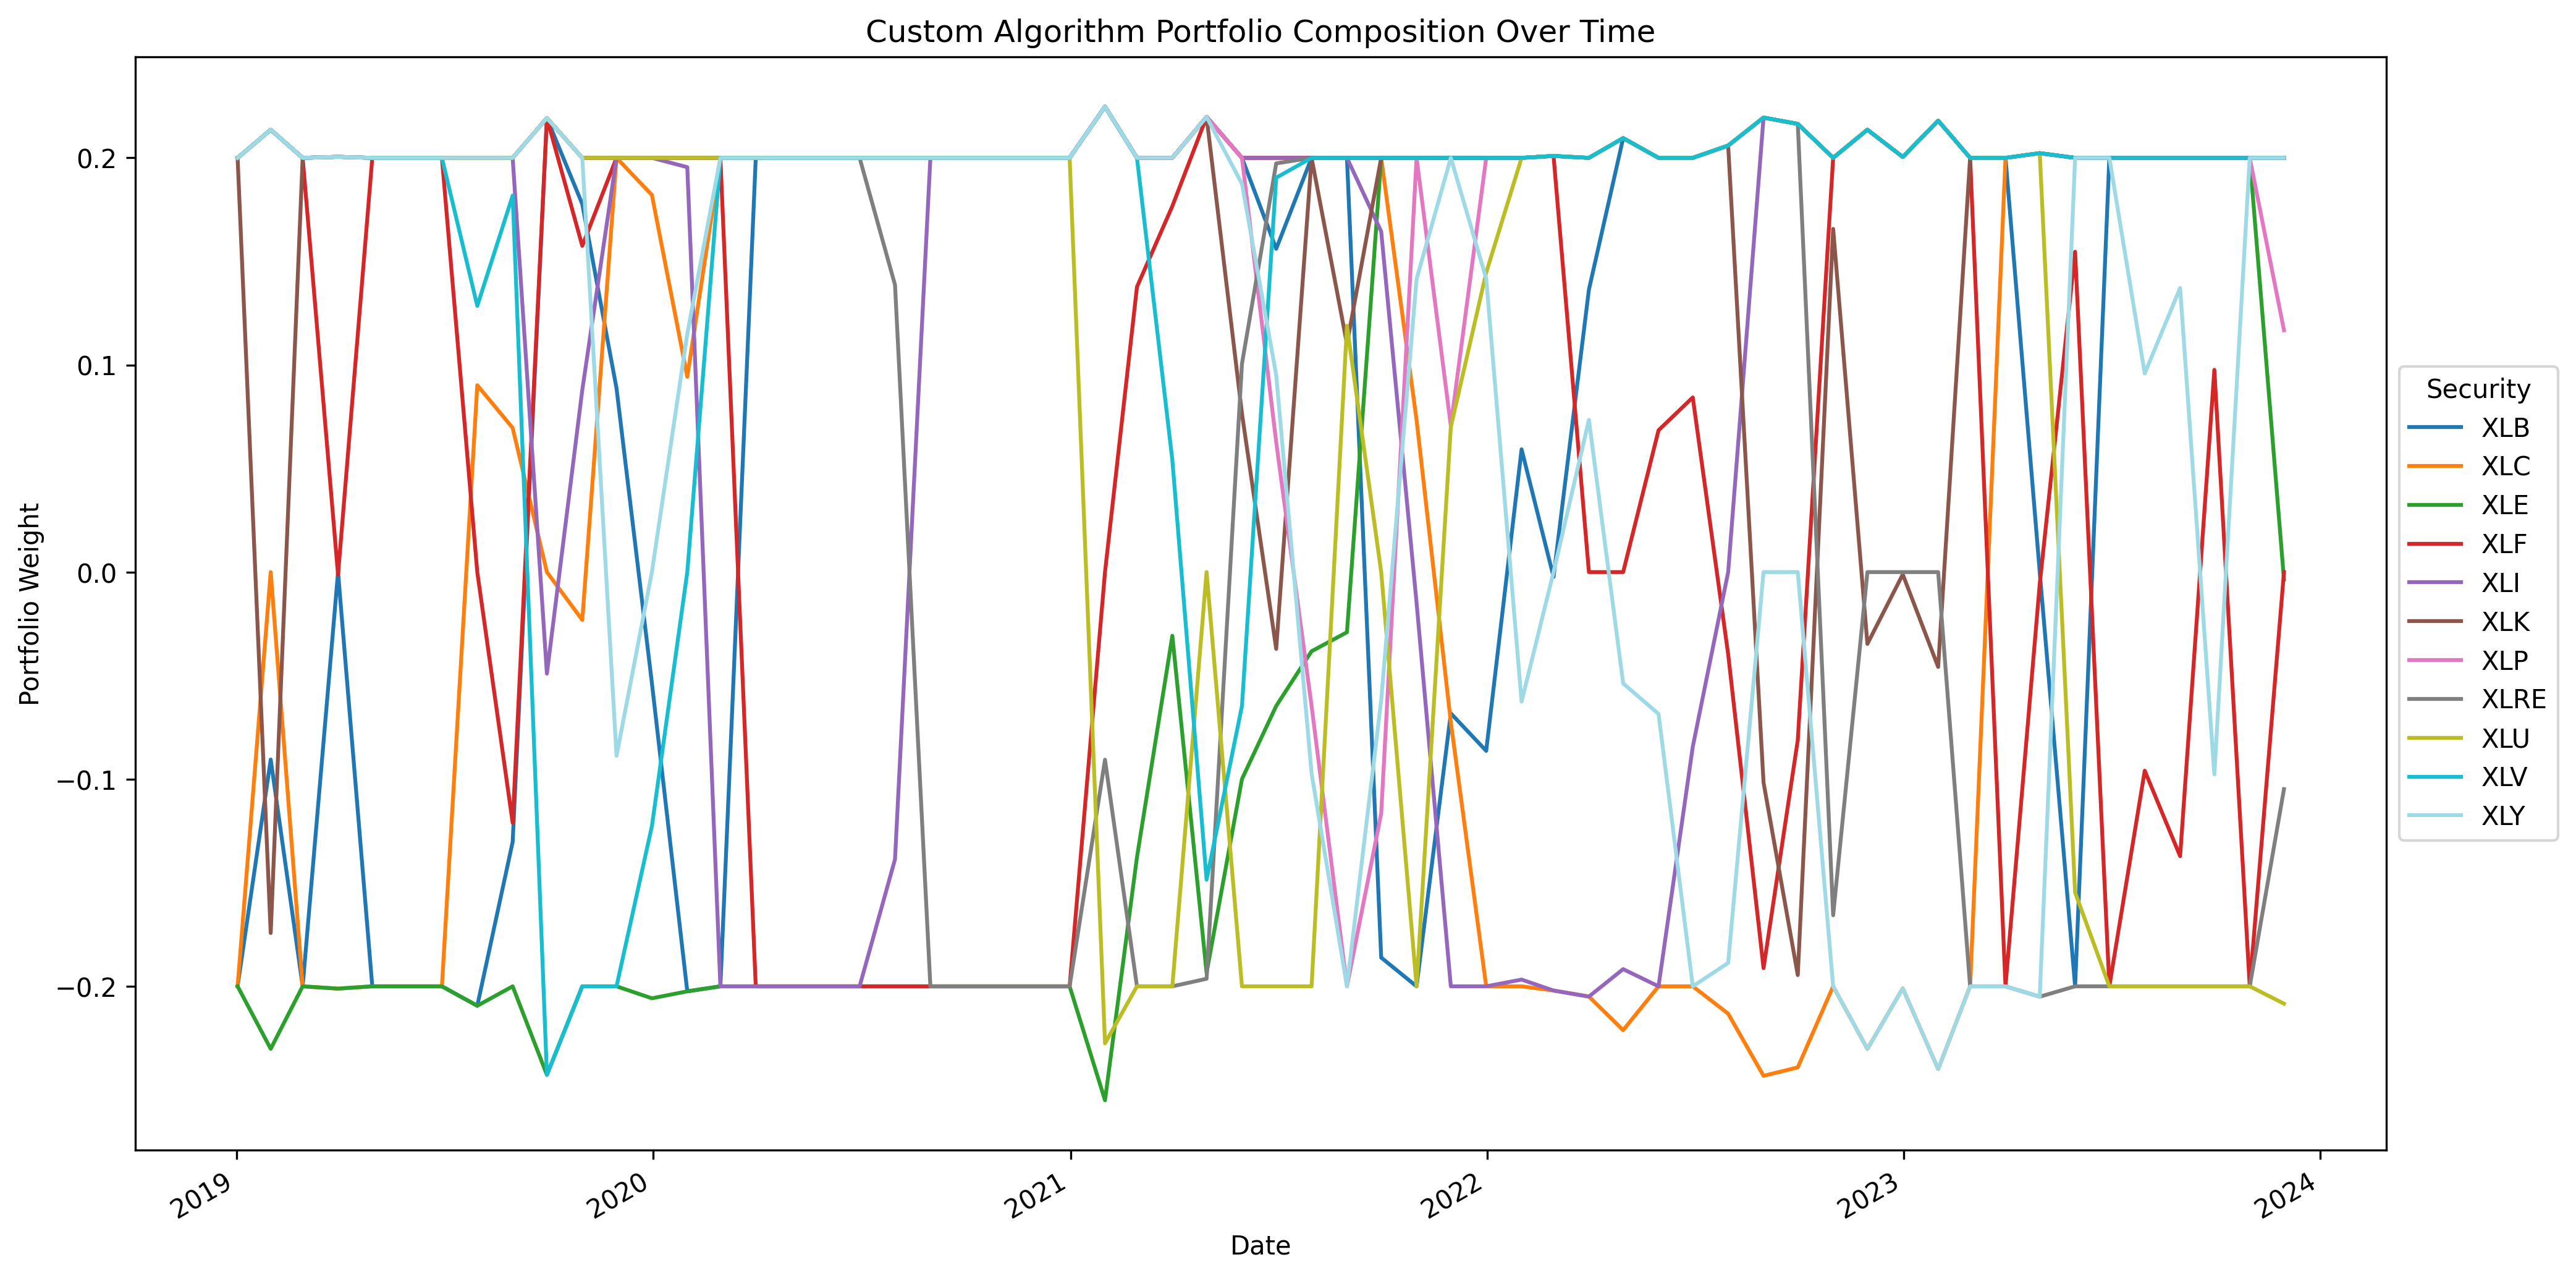 Custom Algorithm Portfolio Composition Over Time
Portfolio Weight
0.2
0.1
0.0
−0.1
−0.2
2019
2020
2021
2022
2023
2024
Date
Security
XLB
XLC
XLE
XLF
XLI
XLK
XLP
XLRE
XLU
XLV
XLY